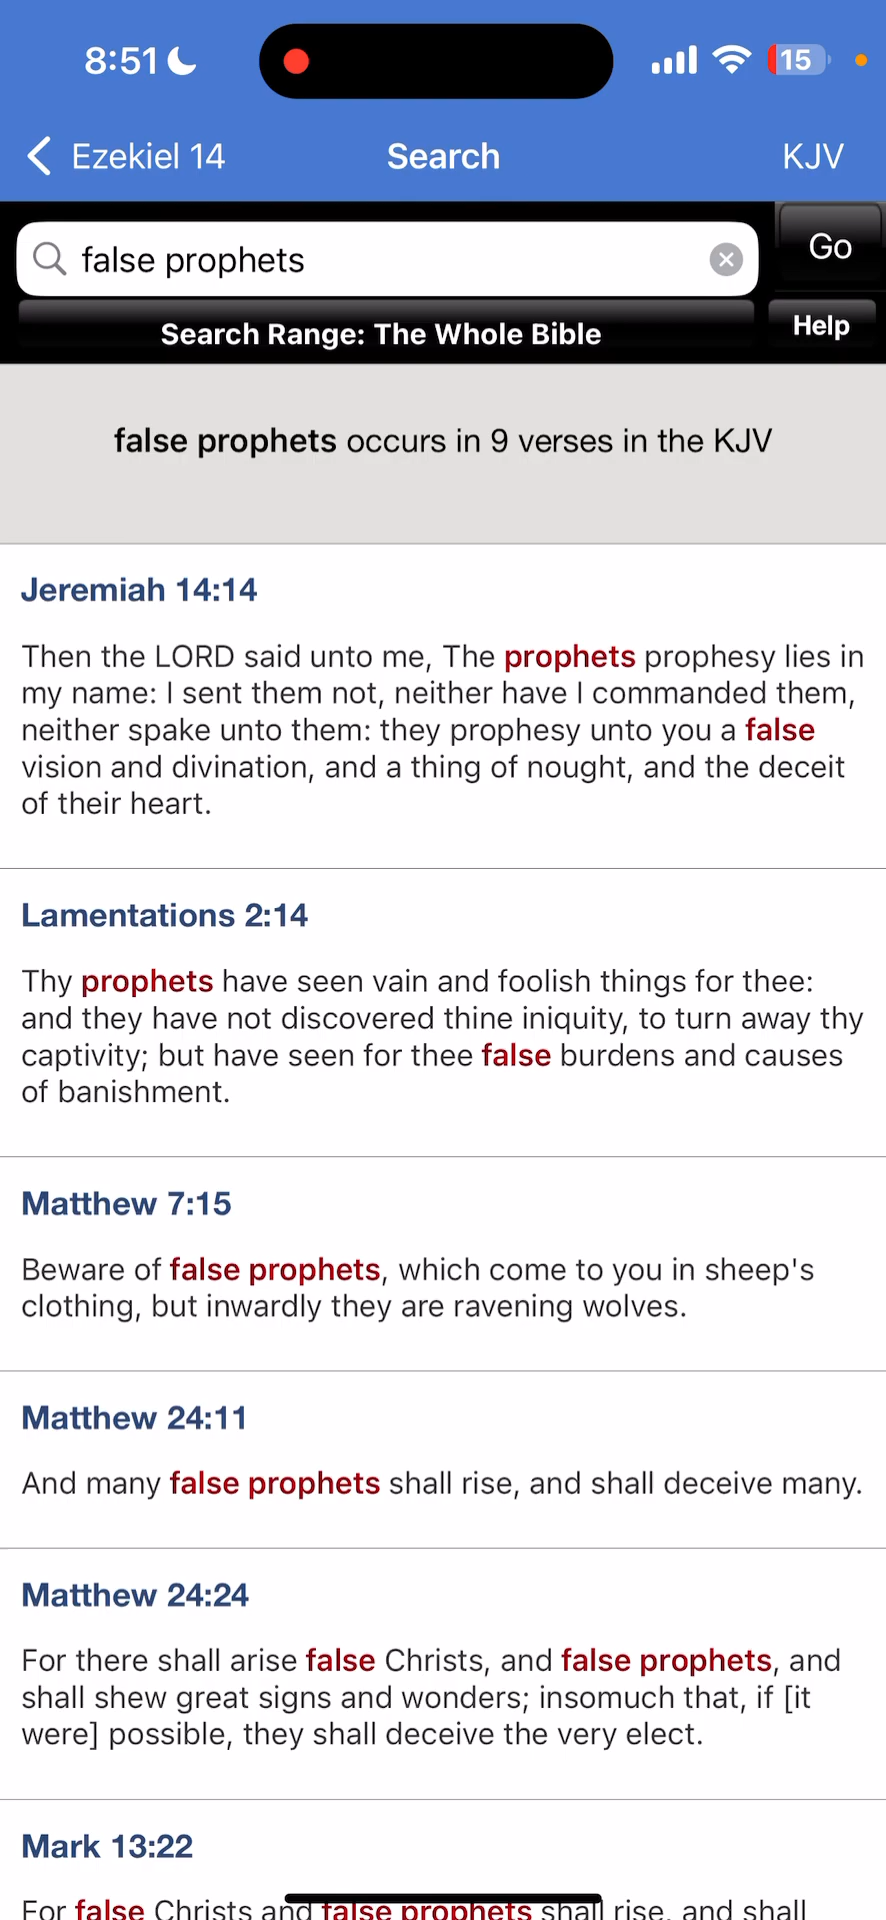 8:51
15
Ezekiel 14
Search
KJV
false prophets
Go
Search Range: The Whole Bible
Help
false prophets occurs in 9 verses in the KJV
Jeremiah 14:14
Then the LORD said unto me, The prophets prophesy lies in
my name: I sent them not, neither have I commanded them,
neither spake unto them: they prophesy unto you a false
vision and divination, and a thing of nought, and the deceit
of their heart.
Lamentations 2:14
Thy prophets have seen vain and foolish things for thee:
and they have not discovered thine iniquity, to turn away thy
captivity; but have seen for thee false burdens and causes
of banishment.
Matthew 7:15
Beware of false prophets, which come to you in sheep's
clothing, but inwardly they are ravening wolves.
Matthew 24:11
And many false prophets shall rise, and shall deceive many.
Matthew 24:24
For there shall arise false Christs, and false prophets, and
shall shew great signs and wonders; insomuch that, if [it
were] possible, they shall deceive the very elect.
Mark 13:22
For false Christs and false prophets shall rise, and shall